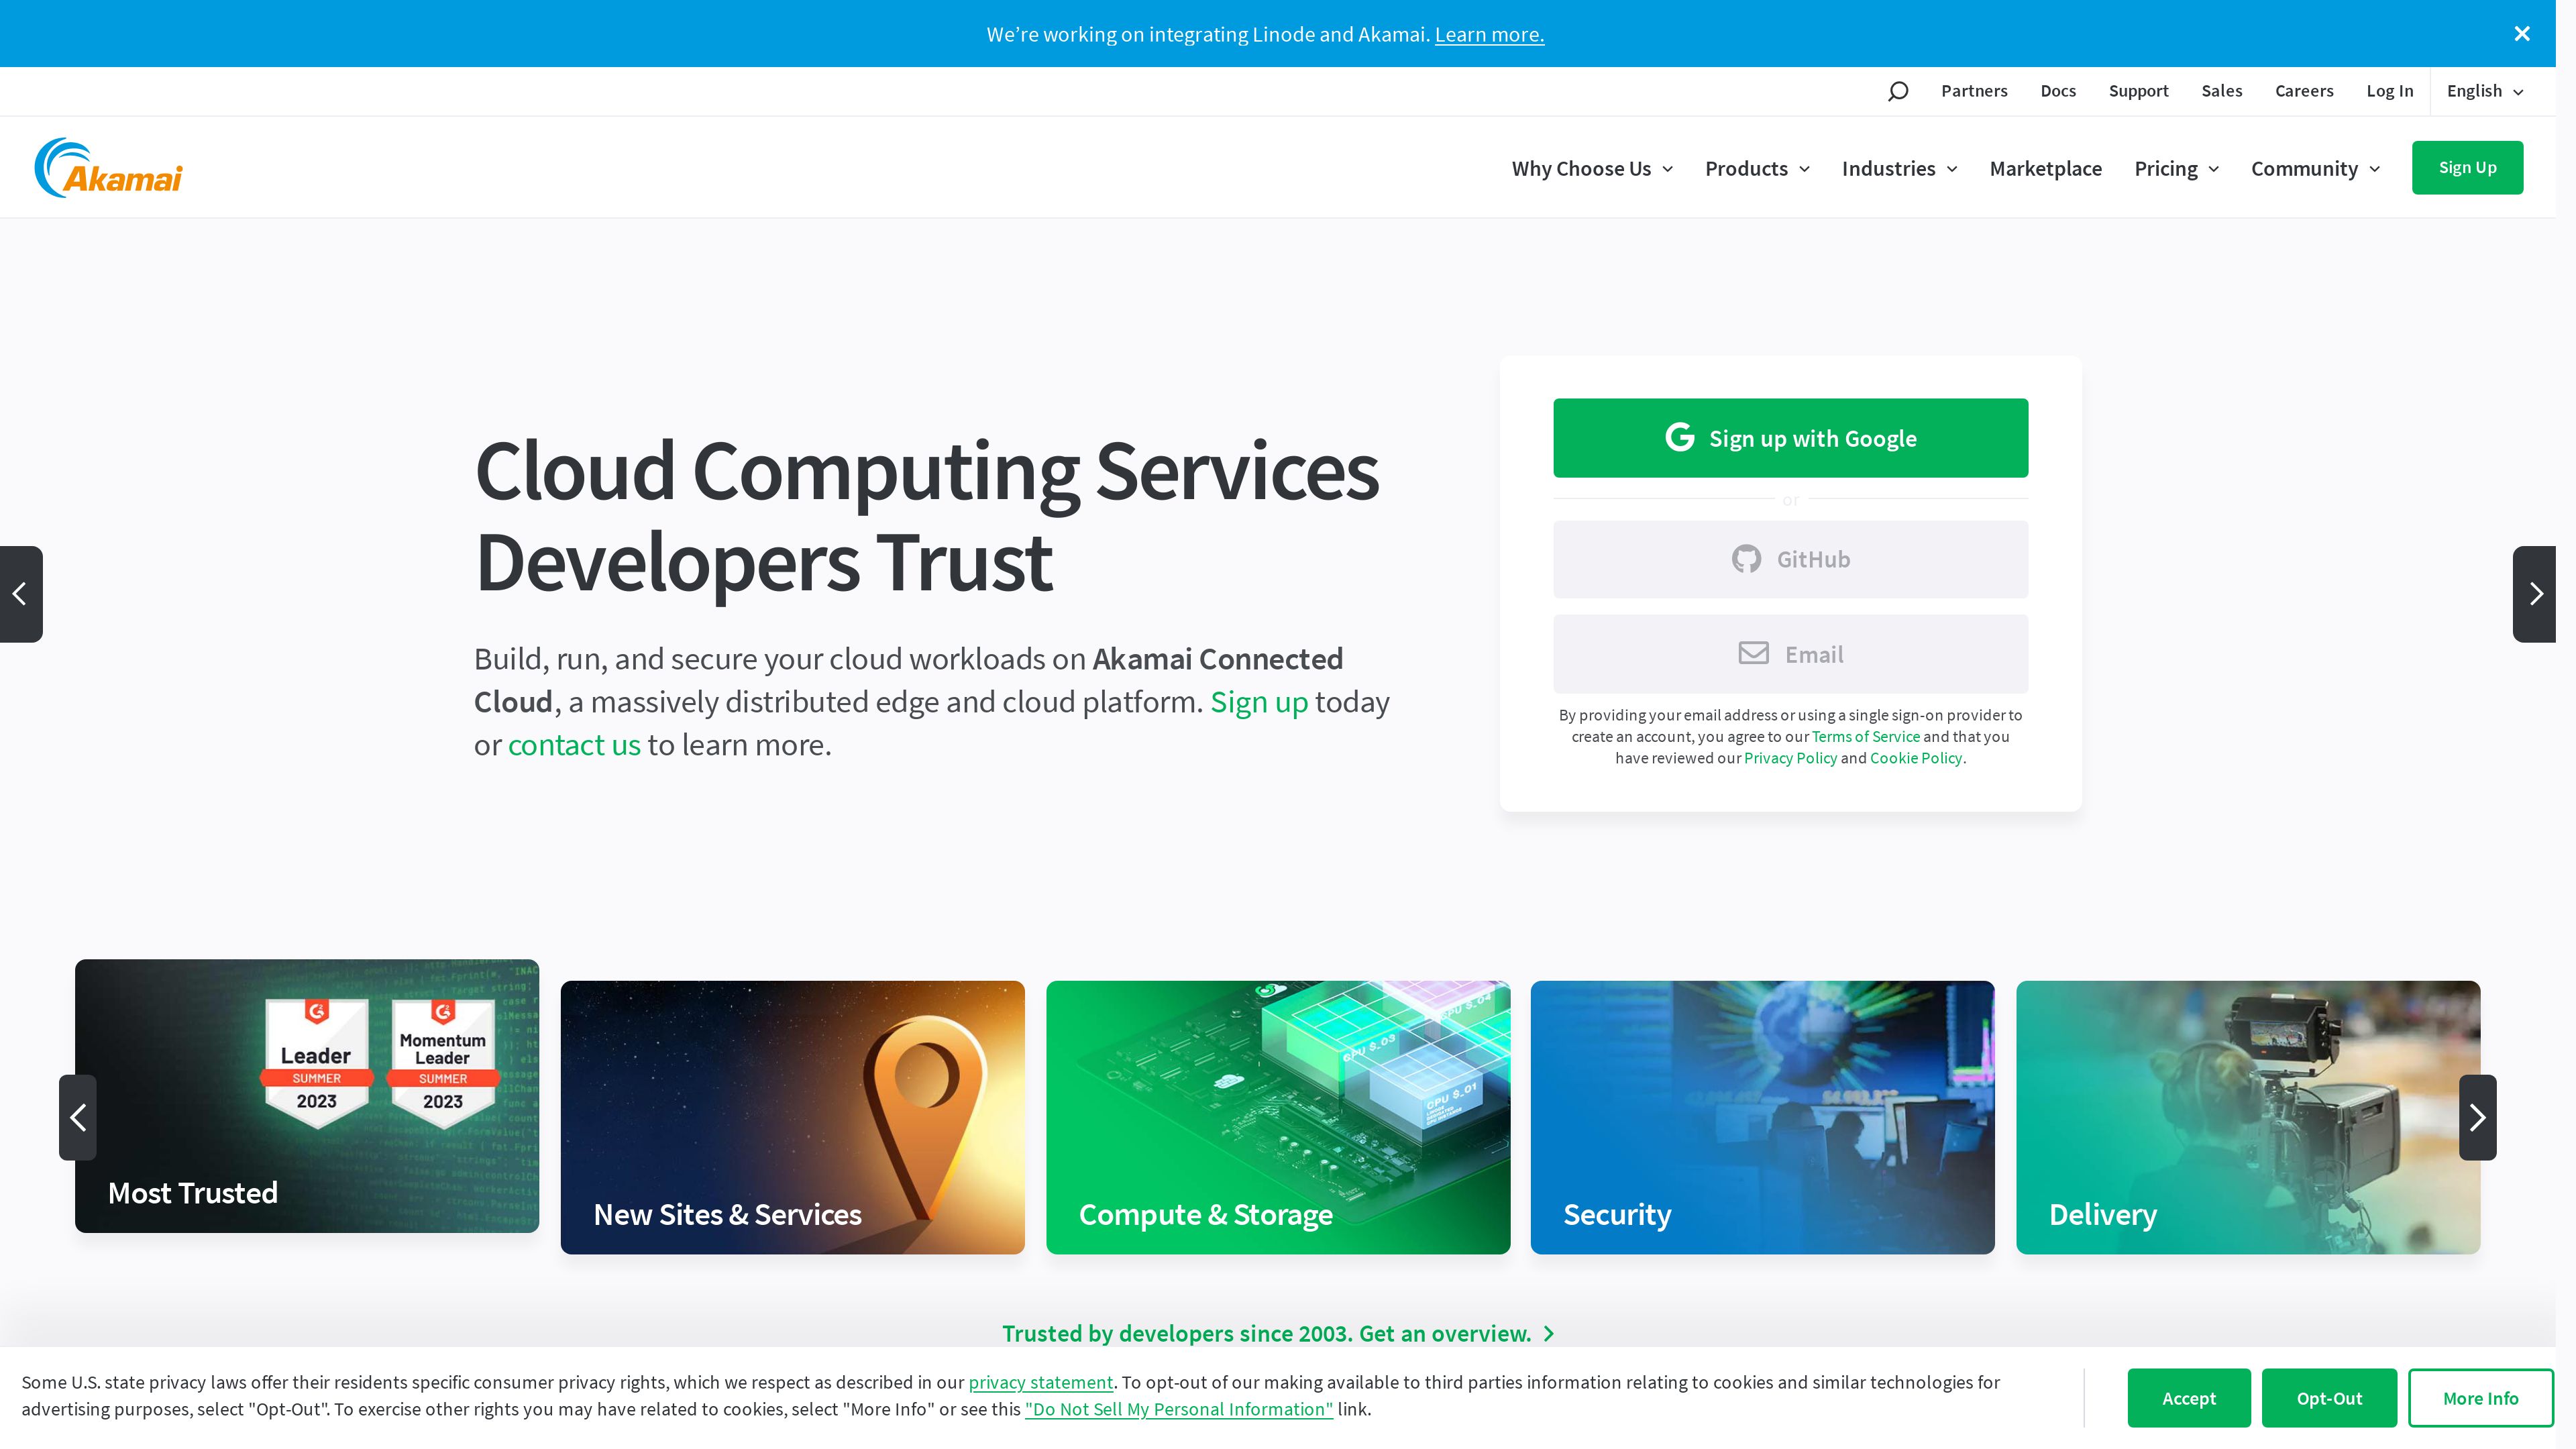 We’re working on integrating Linode and Akamai. Learn more.
Partners Docs Support Sales Careers Log In English
Akamai
Why Choose Us Products Industries Marketplace Pricing Community Sign Up
Cloud Computing Services
Developers Trust
Build, run, and secure your cloud workloads on Akamai Connected
Cloud, a massively distributed edge and cloud platform. Sign up today
or contact us to learn more.
Sign up with Google
or
GitHub
Email
By providing your email address or using a single sign-on provider to
create an account, you agree to our Terms of Service and that you
have reviewed our Privacy Policy and Cookie Policy.
Leader
SUMMER
2023
Momentum
Leader
SUMMER
2023
Most Trusted
New Sites & Services
GPU $_03
CPU $_01
Compute & Storage
Security
Delivery
Trusted by developers since 2003. Get an overview.
Some U.S. state privacy laws offer their residents specific consumer privacy rights, which we respect as described in our privacy statement. To opt-out of our making available to third parties information relating to cookies and similar technologies for
advertising purposes, select "Opt-Out". To exercise other rights you may have related to cookies, select "More Info" or see this "Do Not Sell My Personal Information" link.
Accept Opt-Out More Info